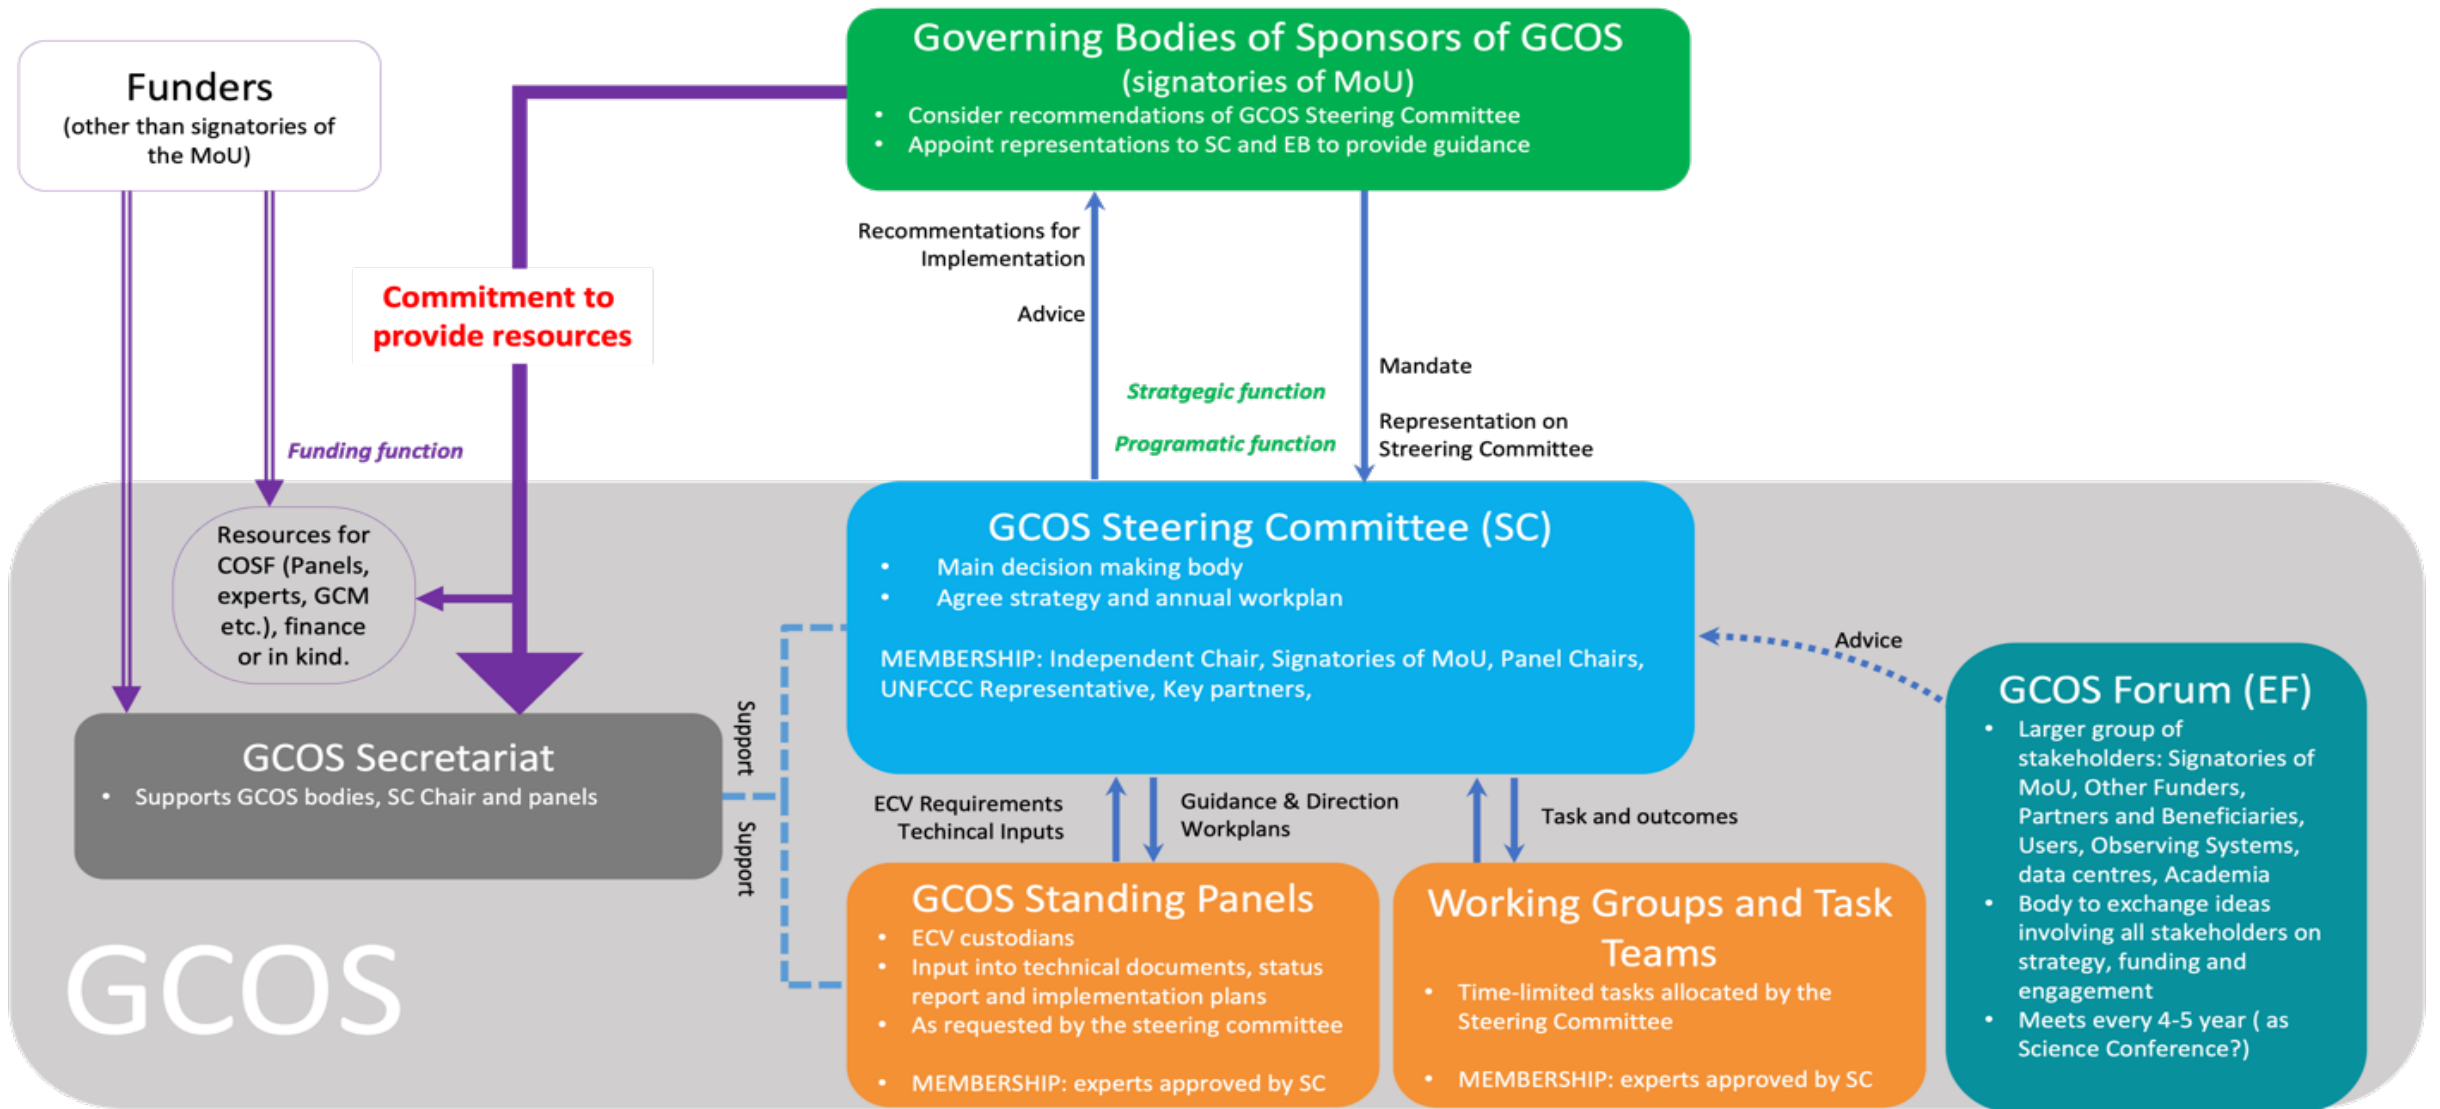 Funders
(other than signatories of
the MoU)
Governing Bodies of Sponsors of GCOS
(signatories of MoU)
• Consider recommendations of GCOS Steering Committee
• Appoint representations to SC and EB to provide guidance
Commitment to
provide resources
Recommentations for
Implementation
Advice
Stratgegic function
Programatic function
Mandate
Representation on
Streering Committee
Funding function
Resources for
COSF (Panels,
experts, GCM
etc.), finance
or in kind.
GCOS Steering Committee (SC)
• Main decision making body
• Agree strategy and annual workplan
MEMBERSHIP: Independent Chair, Signatories of MoU, Panel Chairs,
UNFCCC Representative, Key partners,
Advice
GCOS Secretariat
• Supports GCOS bodies, SC Chair and panels
Support
Support
ECV Requirements
Techincal Inputs
Guidance & Direction
Workplans
Task and outcomes
GCOS Standing Panels
• ECV custodians
• Input into technical documents, status
report and implementation plans
• As requested by the steering committee
• MEMBERSHIP: experts approved by SC
Working Groups and Task
Teams
• Time-limited tasks allocated by the
Steering Committee
• MEMBERSHIP: experts approved by SC
GCOS Forum (EF)
• Larger group of
stakeholders: Signatories of
MoU, Other Funders,
Partners and Beneficiaries,
Users, Observing Systems,
data centres, Academia
• Body to exchange ideas
involving all stakeholders on
strategy, funding and
engagement
• Meets every 4-5 year ( as
Science Conference?)
GCOS